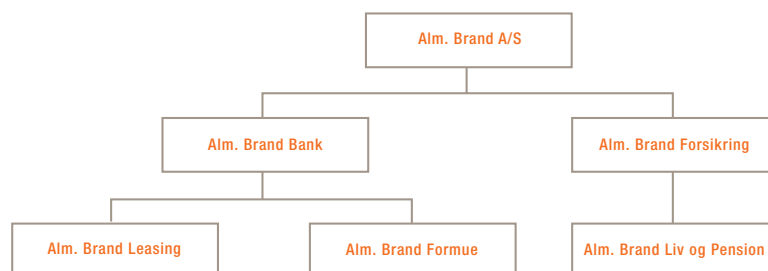 Alm. Brand A/S
Alm. Brand Bank
Alm. Brand Forsikring
Alm. Brand Leasing
Alm. Brand Formue
Alm. Brand Liv og Pension